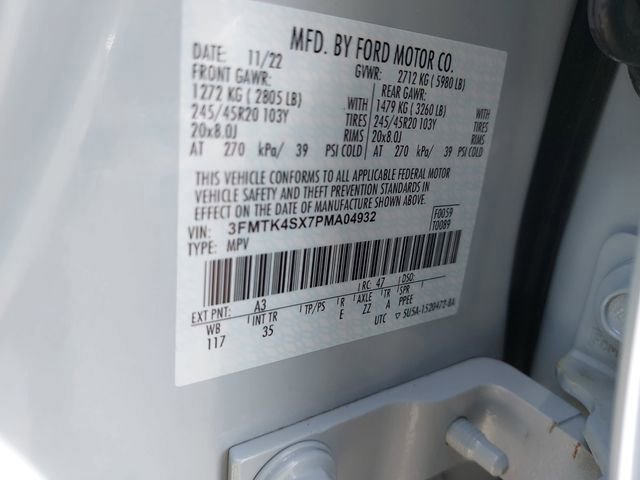 MFD. BY FORD MOTOR CO.
DATE: 11/22 GVWR: 2712 KG ( 5980 LB)
FRONT GAWR: REAR GAWR:
1272 KG ( 2805 LB) WITH 1479 KG ( 3260 LB) WITH
245/45R20 103Y TIRES 245/45R20 103Y TIRES
20x8.0J RIMS 20x8.0J RIMS
AT 270 kPa/ 39 PSI COLD AT 270 kPa/ 39 PSI COLD
THIS VEHICLE CONFORMS TO ALL APPLICABLE FEDERAL MOTOR
VEHICLE SAFETY AND THEFT PREVENTION STANDARDS IN
EFFECT ON THE DATE OF MANUFACTURE SHOWN ABOVE.
VIN: 3FMTK4SX7PMA04932 F0059
TYPE: MPV T0089
EXT PNT: A3 RC: 47 DSO:
WB INT TR TP/PS R AXLE TR SPR
117 35 E ZZ A PPEE
UTC ▽ 5U5A-1520472-BA